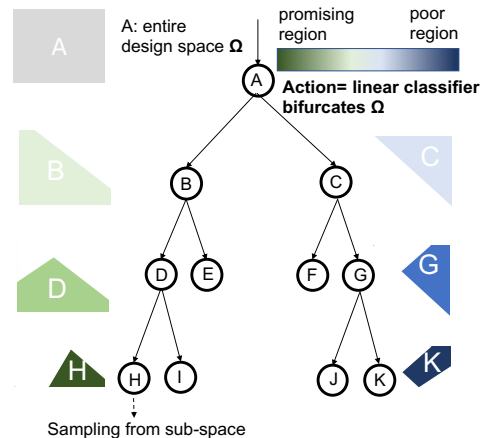 A
A: entire
design space Ω
promising
region
poor
region
A
Action= linear classifier
bifurcates Ω
B
B
C
C
D
D
E
F
G
G
H
H
I
J
K
K
Sampling from sub-space